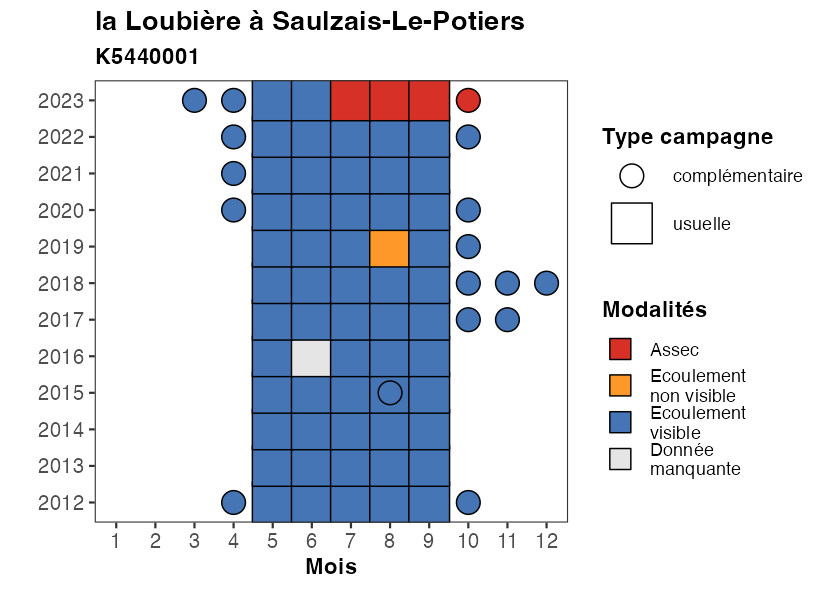 la Loubière à Saulzais-Le-Potiers
K5440001
2023
2022
2021
2020
2019
2018
2017
2016
2015
2014
2013
2012
1 2 3 4 5 6 7 8 9 10 11 12
Mois
Type campagne
complémentaire
usuelle
Modalités
Assec
Ecoulement
non visible
Ecoulement
visible
Donnée
manquante